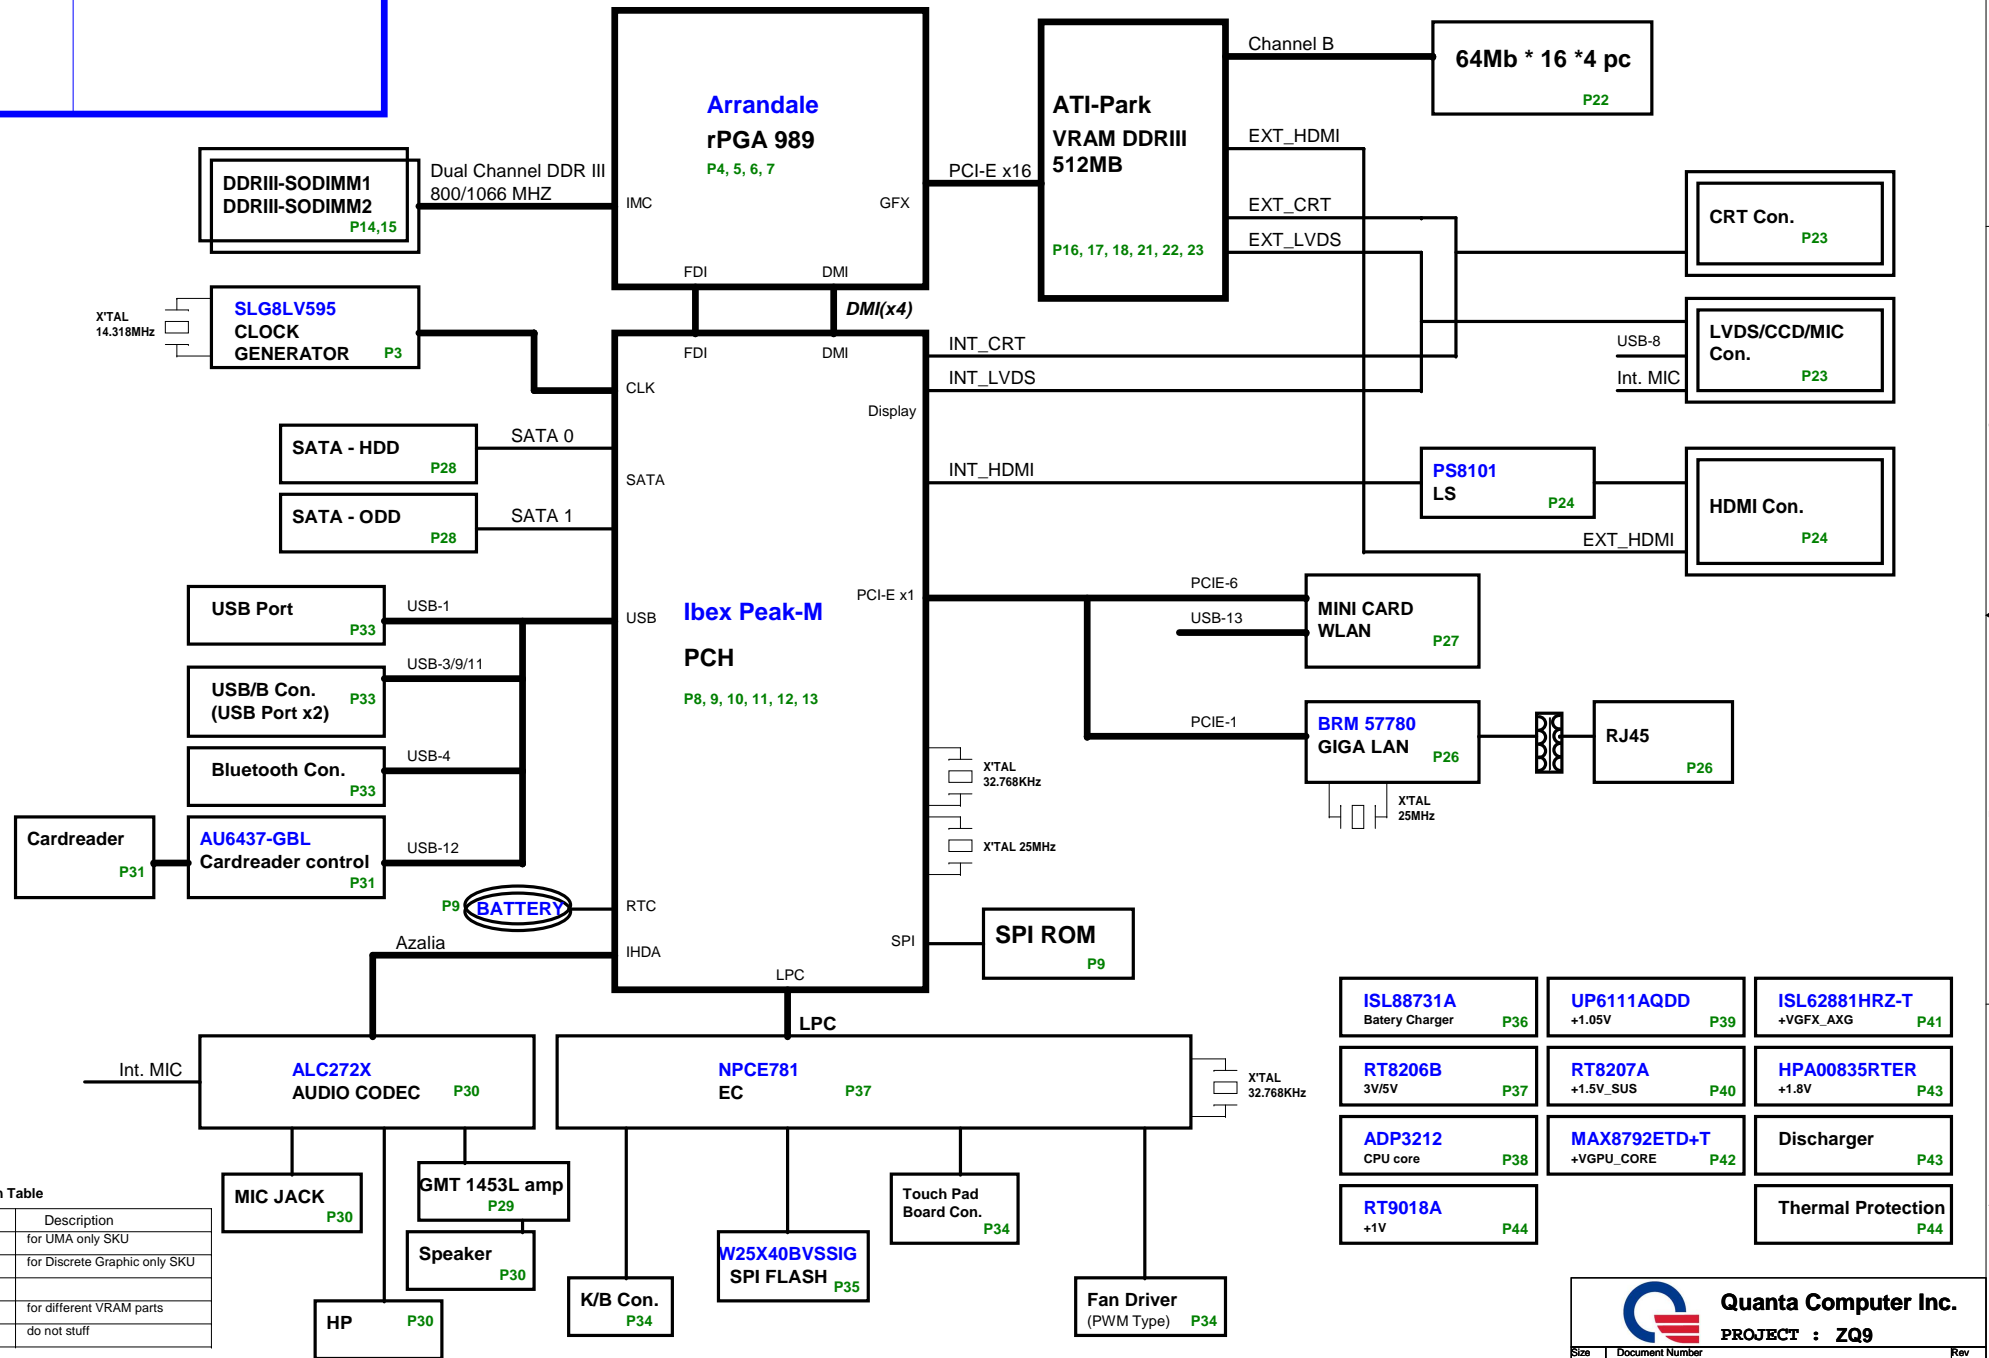 Channel B
64Mb * 16 *4 pc
P22
Arrandale
rPGA 989
P4, 5, 6, 7
IMC
GFX
FDI
DMI
PCI-E x16
ATI-Park
VRAM DDRIII
512MB
P16, 17, 18, 21, 22, 23
EXT_HDMI
EXT_CRT
EXT_LVDS
DDRIII-SODIMM1
DDRIII-SODIMM2
P14,15
Dual Channel DDR III
800/1066 MHZ
CRT Con.
P23
X'TAL
14.318MHz
SLG8LV595
CLOCK
GENERATOR
P3
DMI(x4)
FDI
DMI
CLK
Display
INT_CRT
INT_LVDS
USB-8
Int. MIC
LVDS/CCD/MIC
Con.
P23
SATA - HDD
P28
SATA 0
SATA
SATA - ODD
P28
SATA 1
INT_HDMI
PS8101
LS
P24
HDMI Con.
P24
EXT_HDMI
USB Port
P33
USB-1
USB
USB/B Con.
(USB Port x2)
P33
USB-3/9/11
Bluetooth Con.
P33
USB-4
Cardreader
P31
AU6437-GBL
Cardreader control
P31
USB-12
Ibex Peak-M
PCH
P8, 9, 10, 11, 12, 13
PCI-E x1
PCIE-6
USB-13
MINI CARD
WLAN
P27
PCIE-1
BRM 57780
GIGA LAN
P26
RJ45
P26
X'TAL
25MHz
X'TAL
32.768KHz
X'TAL 25MHz
P9
BATTERY
RTC
Azalia
IHDA
SPI
LPC
SPI ROM
P9
LPC
Int. MIC
ALC272X
AUDIO CODEC
P30
NPCE781
EC
P37
X'TAL
32.768KHz
MIC JACK
P30
GMT 1453L amp
P29
Speaker
P30
HP
P30
K/B Con.
P34
W25X40BVSSIG
SPI FLASH
P35
Touch Pad
Board Con.
P34
Fan Driver
(PWM Type)
P34
ISL88731A
Batery Charger
P36
UP6111AQDD
+1.05V
P39
ISL62881HRZ-T
+VGFX_AXG
P41
RT8206B
3V/5V
P37
RT8207A
+1.5V_SUS
P40
HPA00835RTER
+1.8V
P43
ADP3212
CPU core
P38
MAX8792ETD+T
+VGPU_CORE
P42
Discharger
P43
RT9018A
+1V
P44
Thermal Protection
P44
Table
Description
for UMA only SKU
for Discrete Graphic only SKU
for different VRAM parts
do not stuff
Quanta Computer Inc.
PROJECT : ZQ9
Size
Document Number
Rev